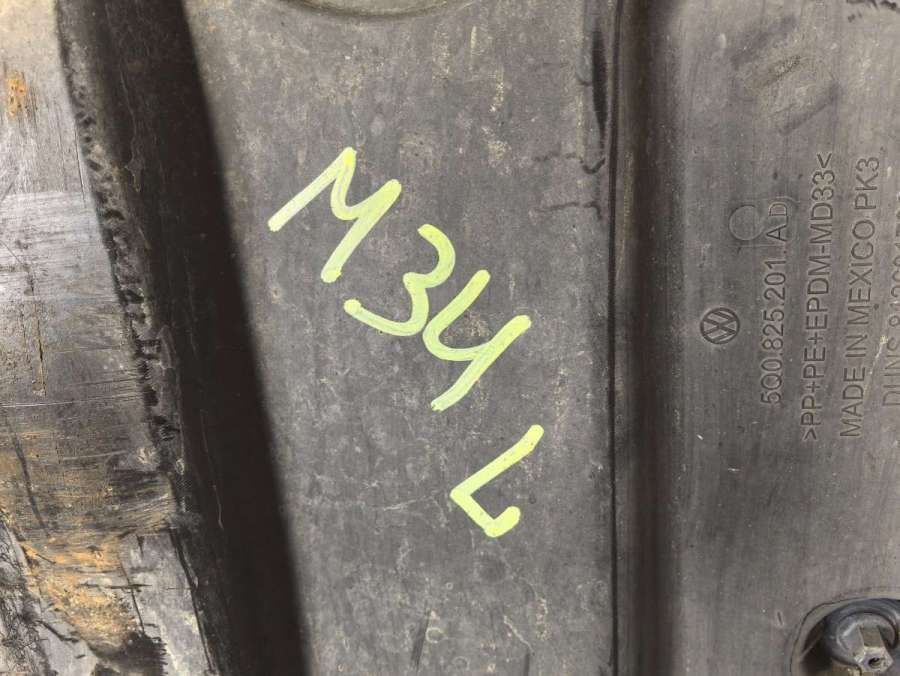 M34 L
5Q0.825.201.AD
>PP+PE+EPDM-MD33<
MADE IN MEXICO PK3